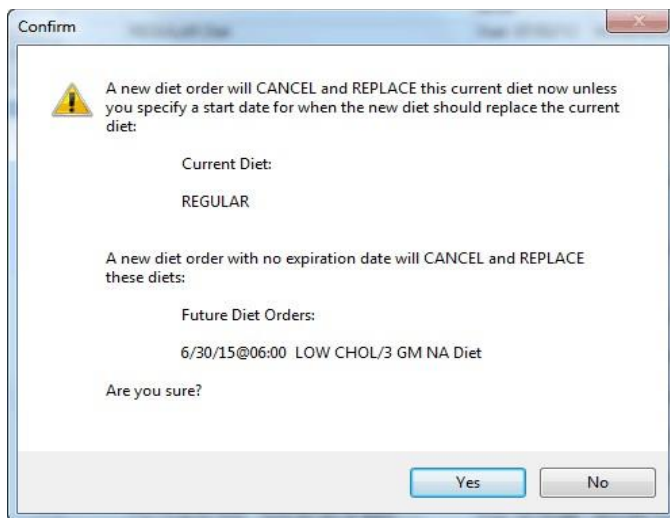 Confirm
A new diet order will CANCEL and REPLACE this current diet now unless
you specify a start date for when the new diet should replace the current
diet:
Current Diet:
REGULAR
A new diet order with no expiration date will CANCEL and REPLACE
these diets:
Future Diet Orders:
6/30/15@06:00 LOW CHOL/3 GM NA Diet
Are you sure?
Yes No